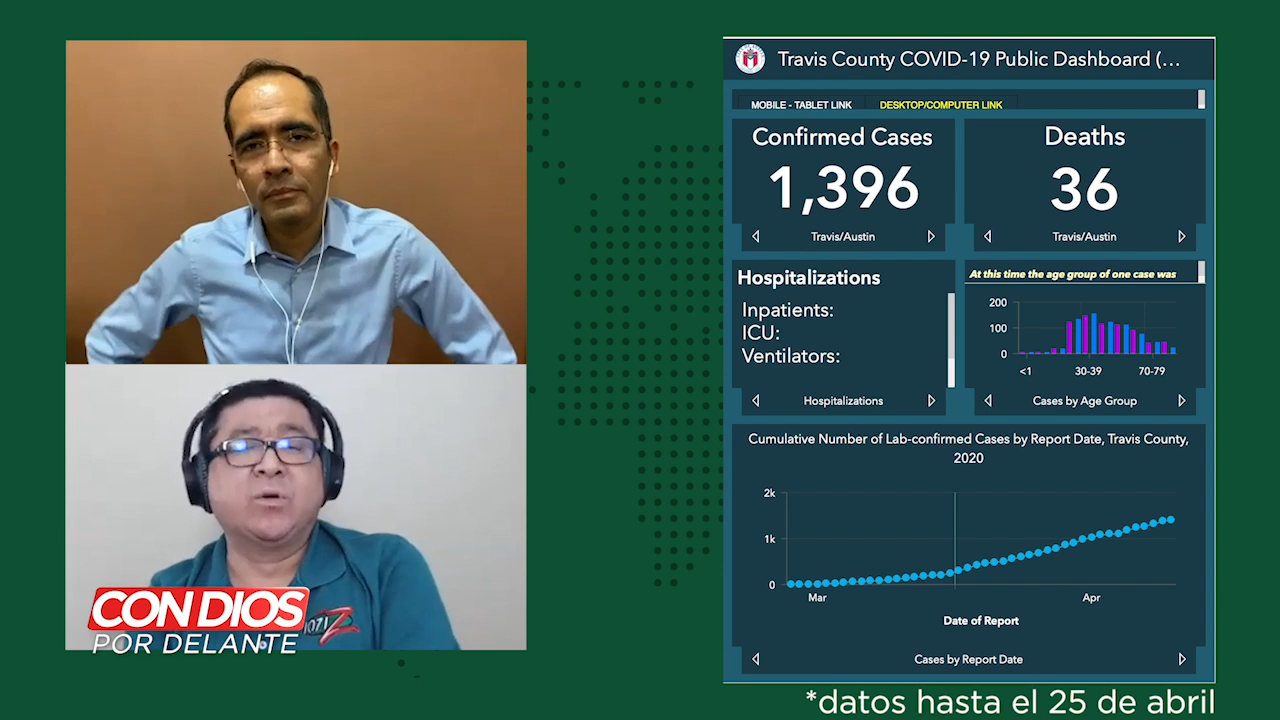 Travis County COVID-19 Public Dashboard (...
MOBILE - TABLET LINK
DESKTOP/COMPUTER LINK
Confirmed Cases
1,396
Travis/Austin
Deaths
36
Travis/Austin
Hospitalizations
Inpatients:
ICU:
Ventilators:
Hospitalizations
At this time the age group of one case was
200
100
0
<1
30-39
70-79
Cases by Age Group
Cumulative Number of Lab-confirmed Cases by Report Date, Travis County,
2020
2k
1k
0
Mar
Apr
Date of Report
Cases by Report Date
107.1 Z
CON DIOS
POR DELANTE
*datos hasta el 25 de abril